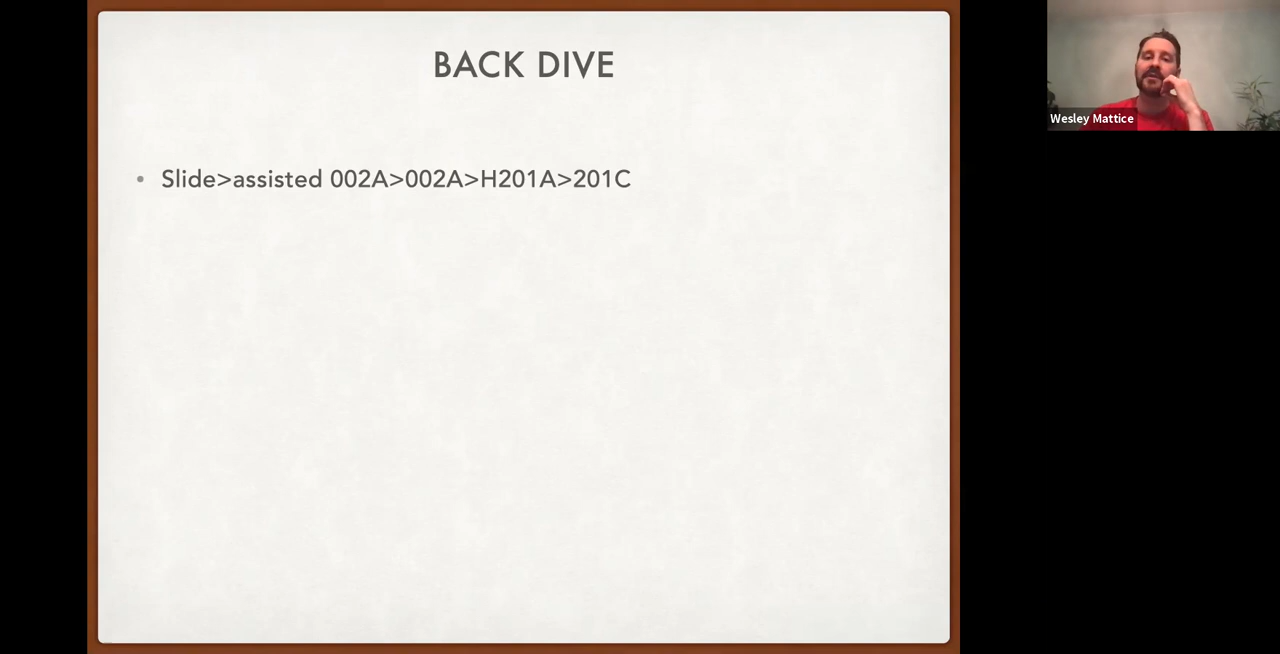 BACK DIVE
• Slide>assisted 002A>002A>H201A>201C
Wesley Mattice